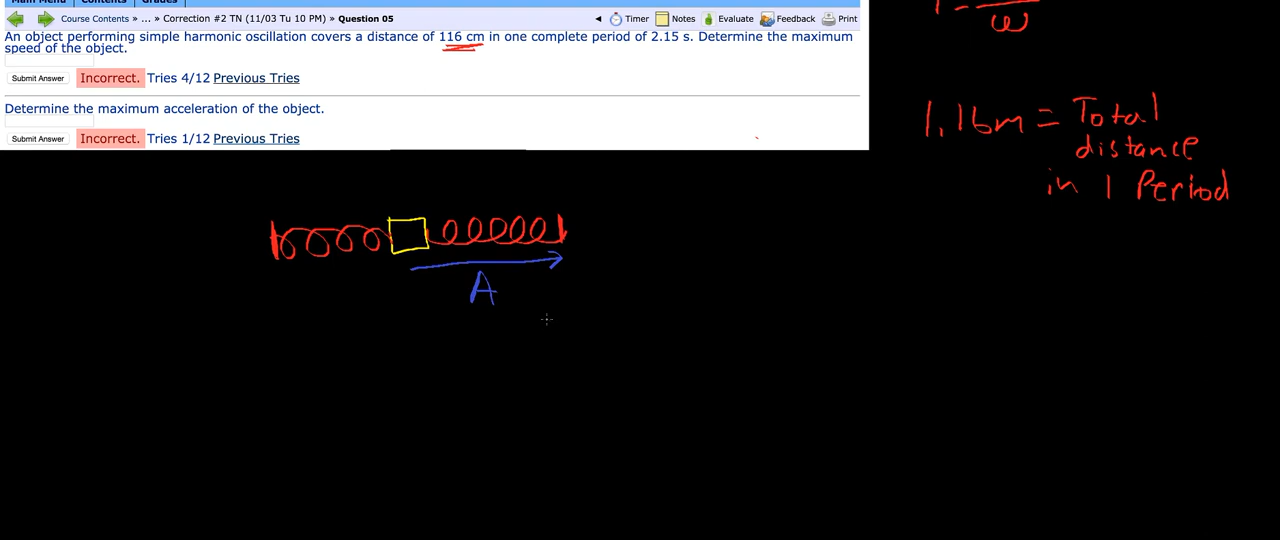 Main Menu Contents Grades
Course Contents » ... » Correction #2 TN (11/03 Tu 10 PM) » Question 05
Timer Notes Evaluate Feedback Print
An object performing simple harmonic oscillation covers a distance of 116 cm in one complete period of 2.15 s. Determine the maximum
speed of the object.
Submit Answer Incorrect. Tries 4/12 Previous Tries
Determine the maximum acceleration of the object.
Submit Answer Incorrect. Tries 1/12 Previous Tries
ω
1.16m = Total
distance
in 1 Period
A